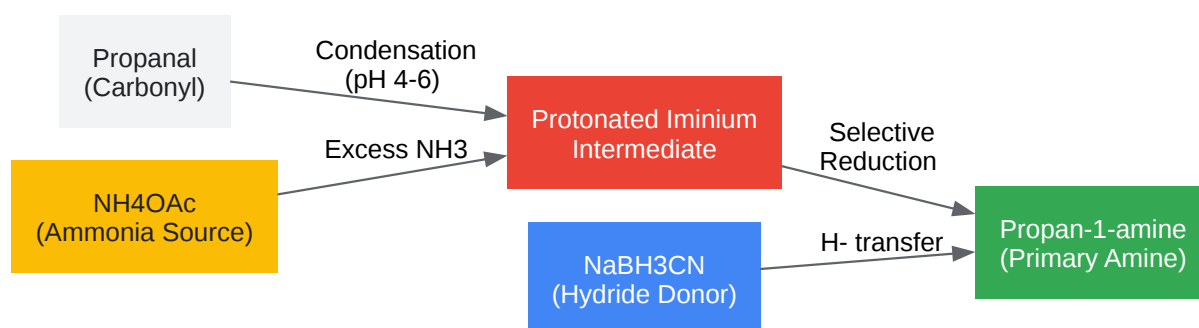 Propanal
(Carbonyl)
Condensation
(pH 4-6)
Excess NH3
NH4OAc
(Ammonia Source)
Protonated Iminium
Intermediate
Selective
Reduction
NaBH3CN
(Hydride Donor)
H- transfer
Propan-1-amine
(Primary Amine)